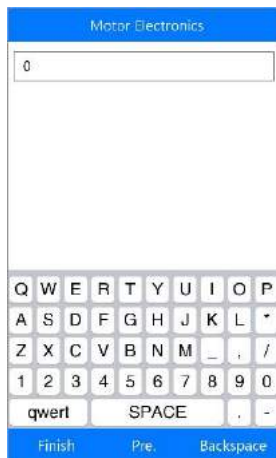 Motor Electronics
0
Q W E R T Y U I O P
A S D F G H J K L *
Z X C V B N M _ , /
1 2 3 4 5 6 7 8 9 0
qwert SPACE . -
Finish Pre. Backspace